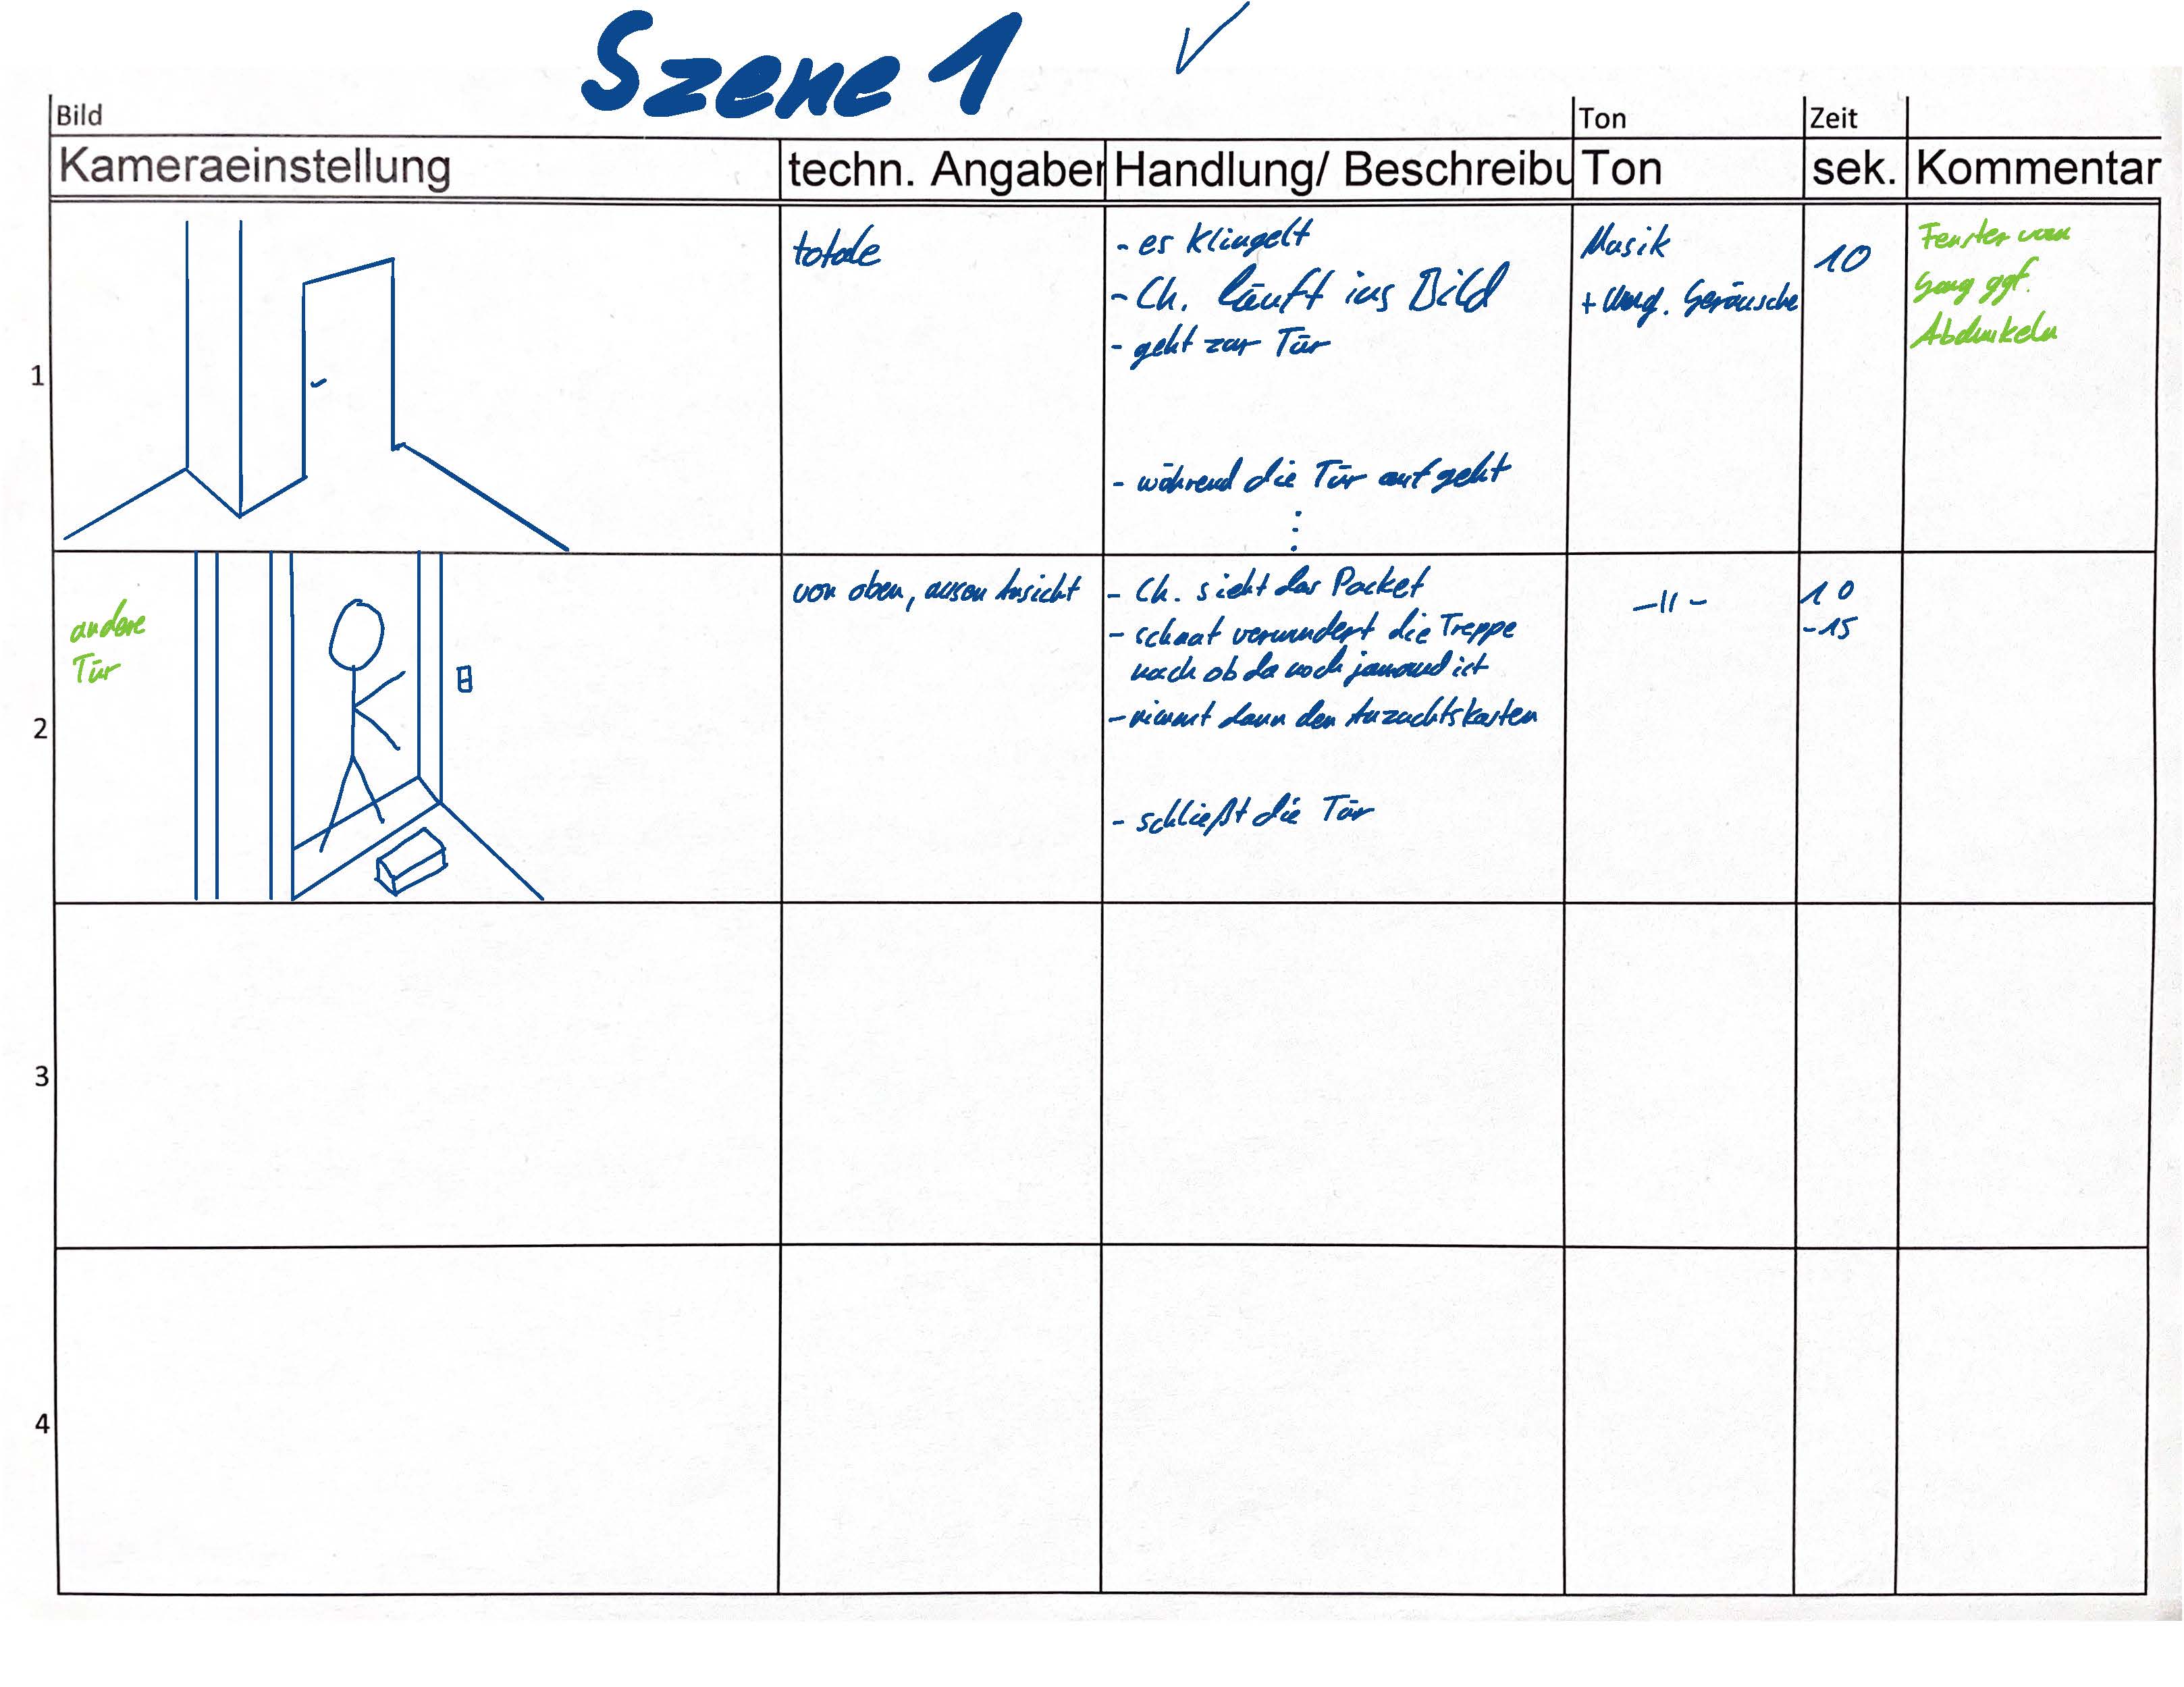 Szene 1
Bild
Ton
Zeit
Kameraeinstellung
techn. Angaben
Handlung/ Beschreibu
Ton
sek.
Kommentar
1
totale
- es klingelt
- Ch. läuft ins Bild
- geht zur Tür
- während die Tür auf geht
Musik
+ Umg. Geräusche
10
Fenster vom
Gang ggf.
Abdunkeln
2
andere
Tür
von oben, ausen Ansicht
- Ch. sieht das Packet
- schaut verwundert die Treppe
nach ob da noch jemand ist
- nimmt dann den Anzuchtskasten
- schließt die Tür
-11-
10
-15
3
4